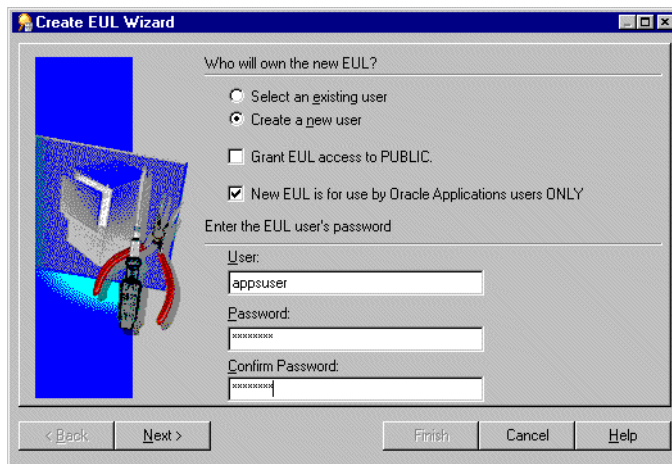 Create EUL Wizard
Who will own the new EUL?
Select an existing user
Create a new user
Grant EUL access to PUBLIC.
New EUL is for use by Oracle Applications users ONLY
Enter the EUL user's password
User:
appsuser
Password:
********
Confirm Password:
********
< Back Next > Finish Cancel Help